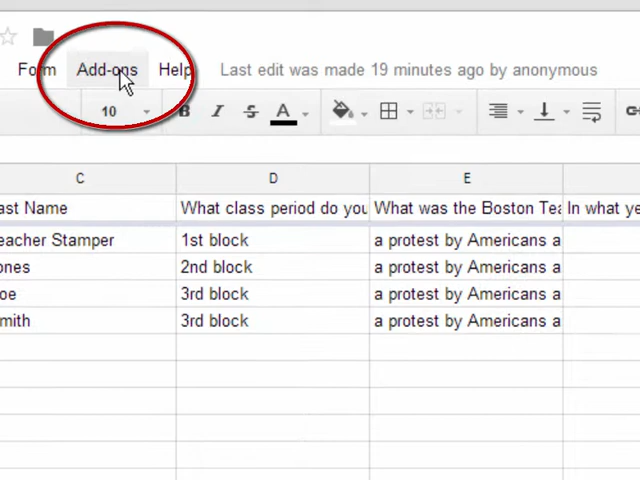 Form Add-ons Help Last edit was made 19 minutes ago by anonymous
10 B I S A
C D E
ast Name What class period do you What was the Boston Tea In what ye
eacher Stamper 1st block a protest by Americans a
ones 2nd block a protest by Americans a
oe 3rd block a protest by Americans a
mith 3rd block a protest by Americans a